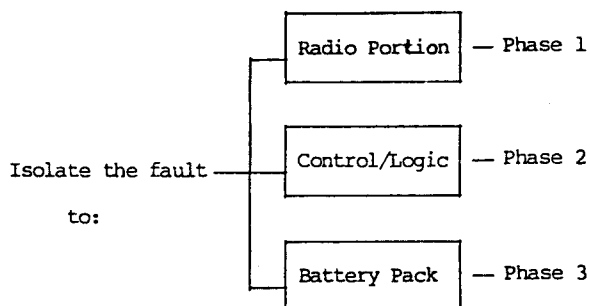 Radio Portion — Phase 1
Control/Logic — Phase 2
Isolate the fault
to:
Battery Pack — Phase 3